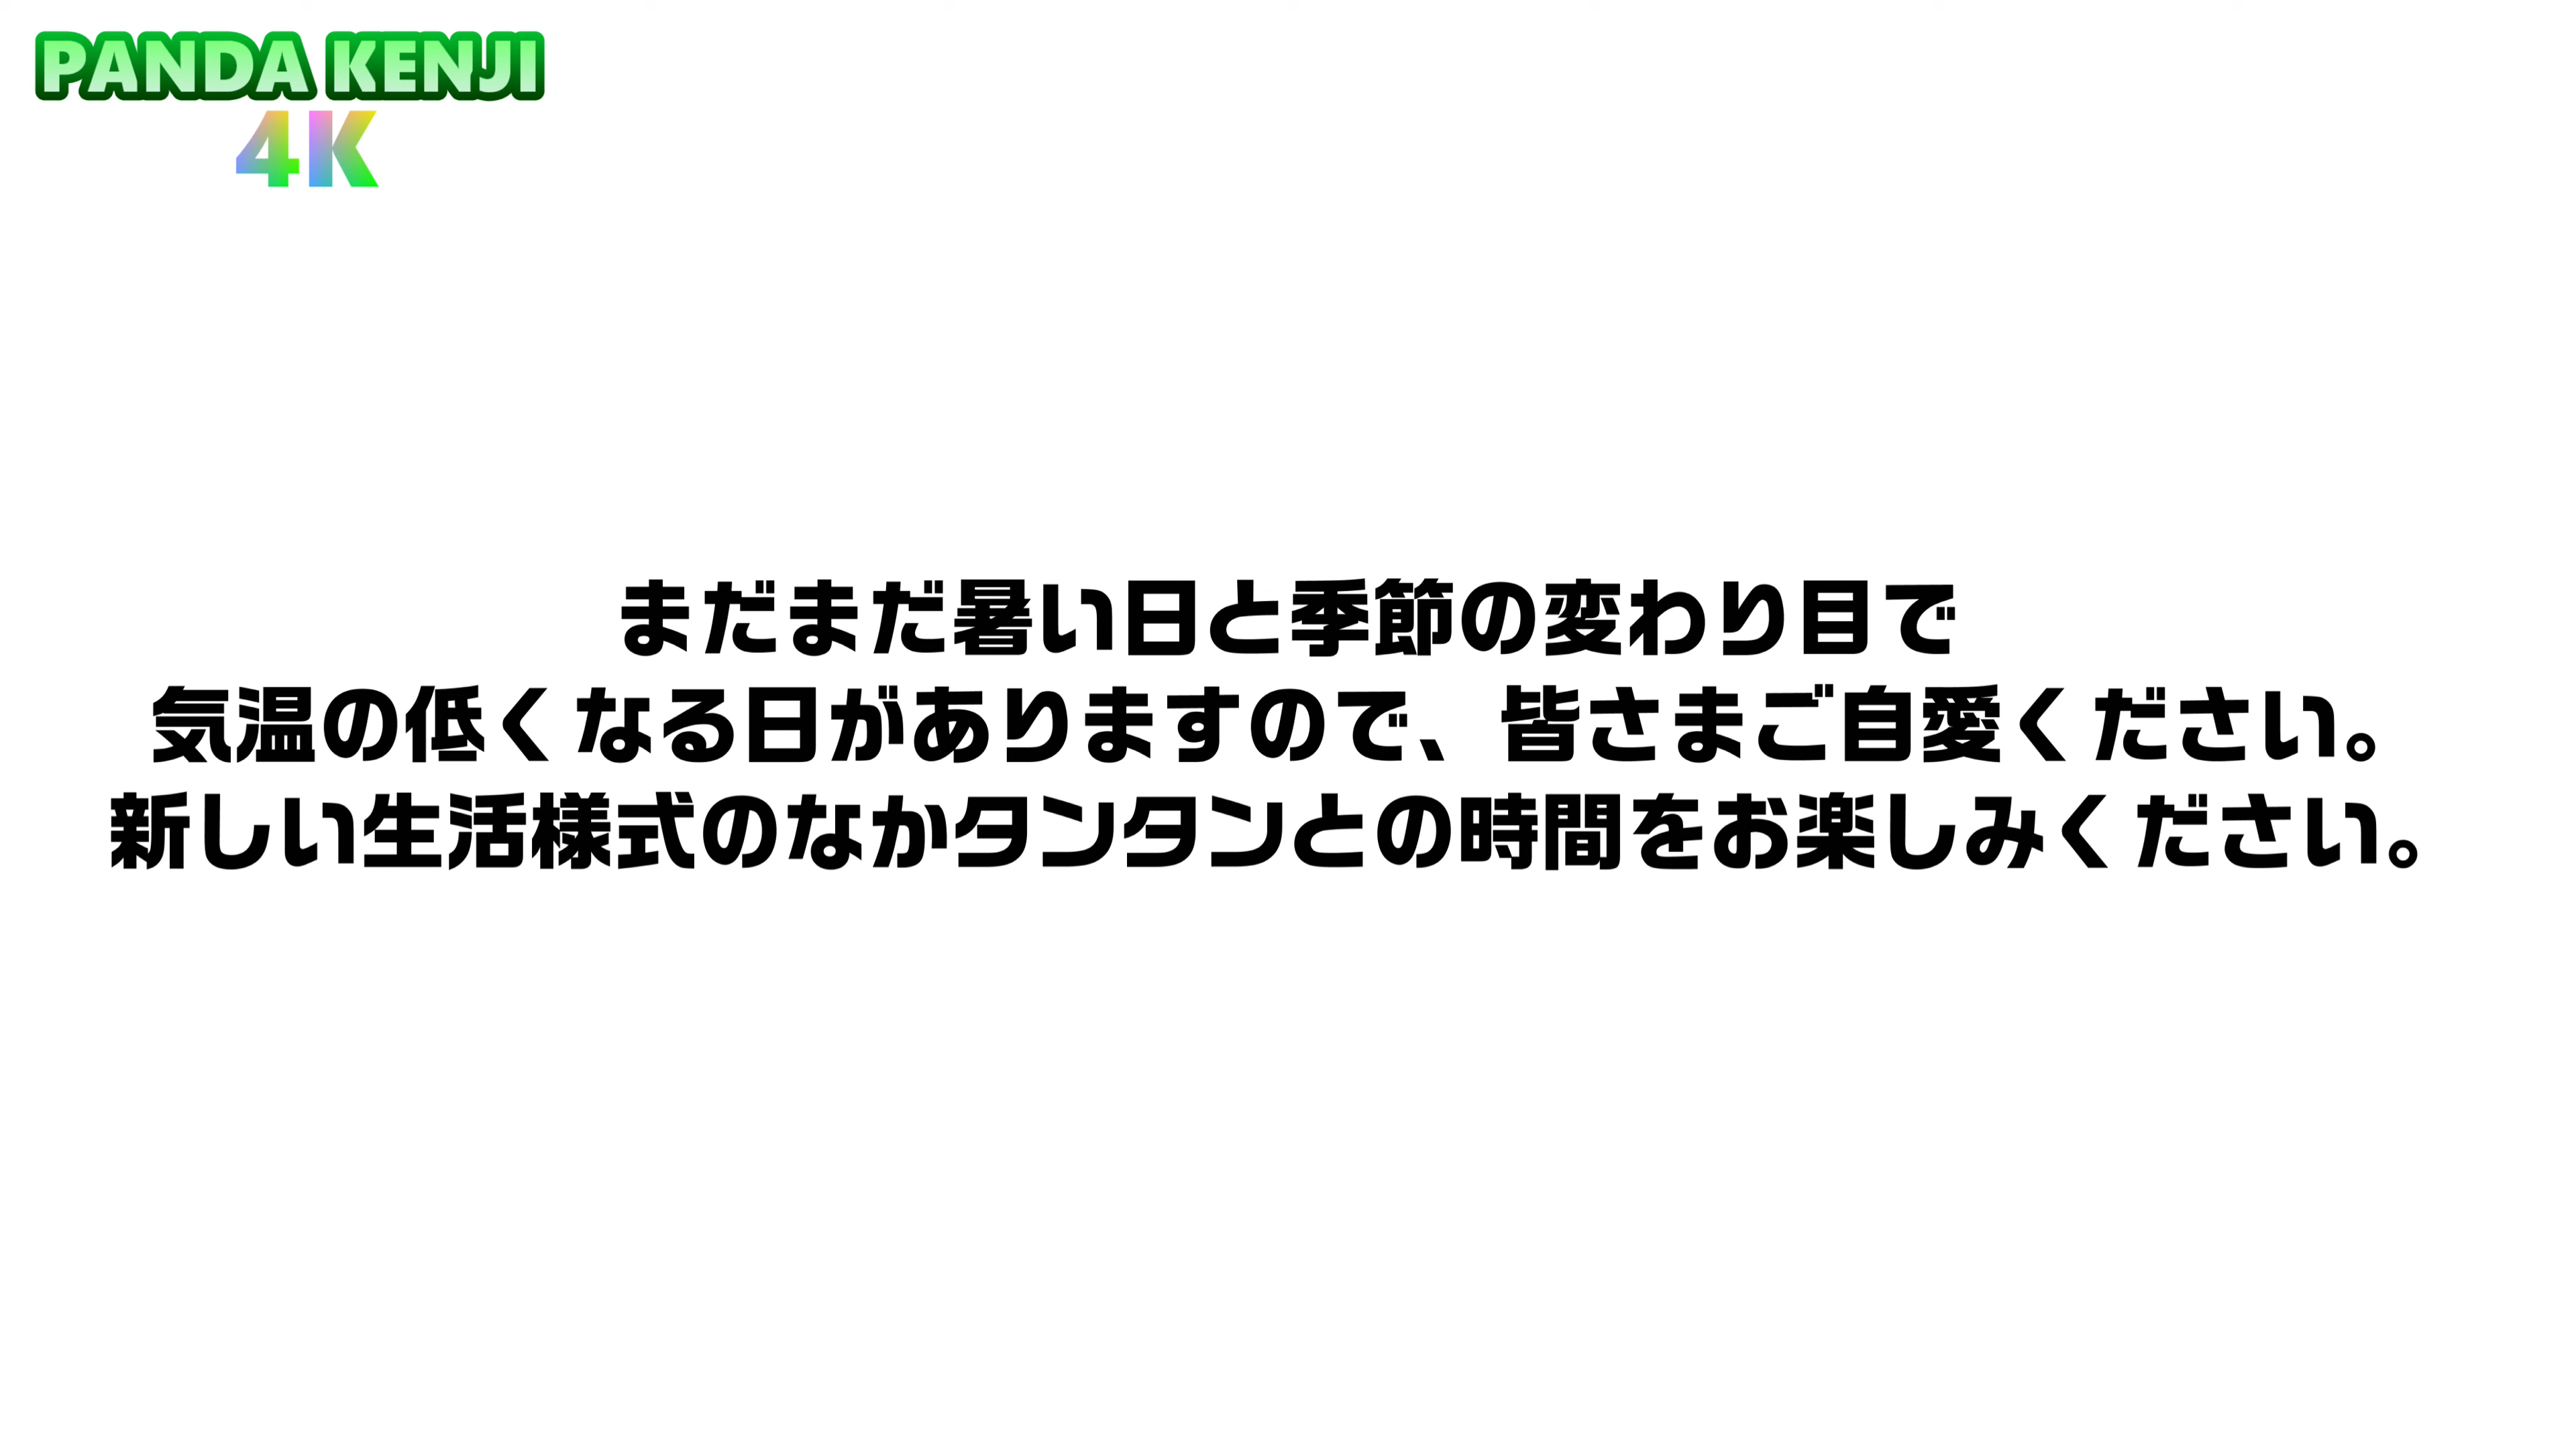 PANDA KENJI
4K
まだまだ暑い日と季節の変わり目で
気温の低くなる日がありますので、皆さまご自愛ください。
新しい生活様式のなかタンタンとの時間をお楽しみください。